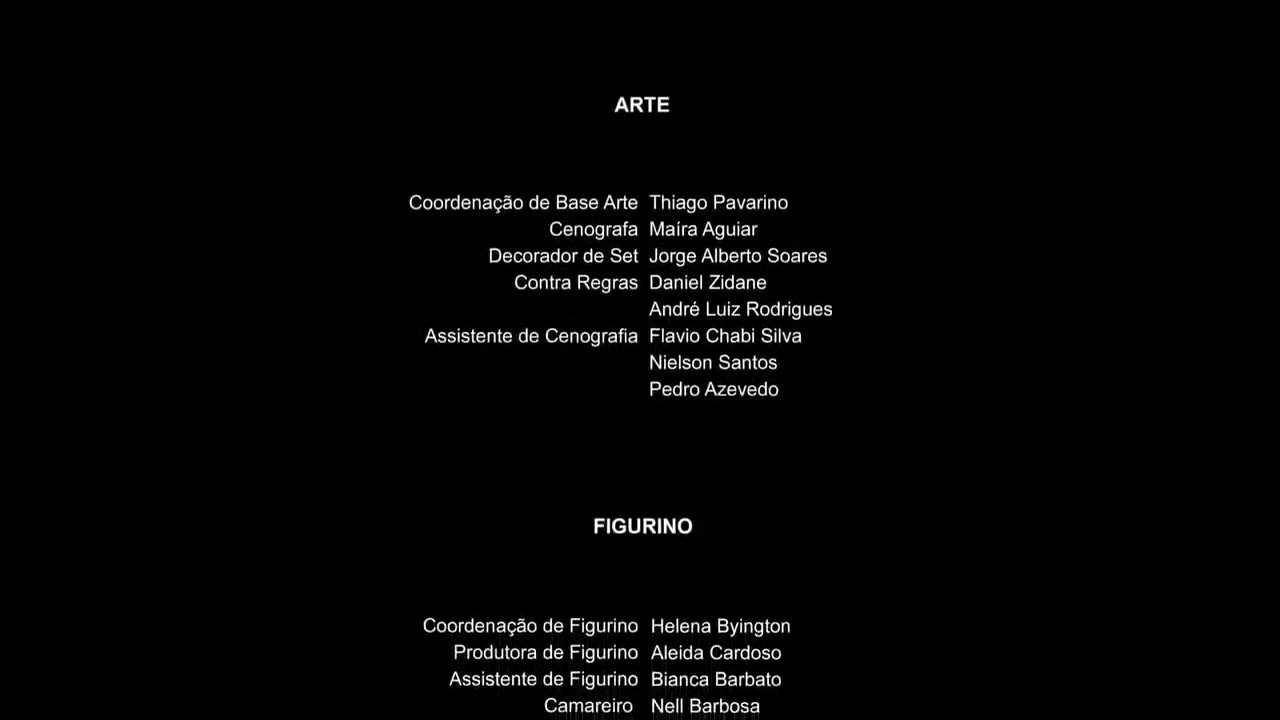 ARTE
Coordenação de Base Arte Thiago Pavarino
Cenografa Maíra Aguiar
Decorador de Set Jorge Alberto Soares
Contra Regras Daniel Zidane
André Luiz Rodrigues
Assistente de Cenografia Flavio Chabi Silva
Nielson Santos
Pedro Azevedo
FIGURINO
Coordenação de Figurino Helena Byington
Produtora de Figurino Aleida Cardoso
Assistente de Figurino Bianca Barbato
Camareiro Nell Barbosa